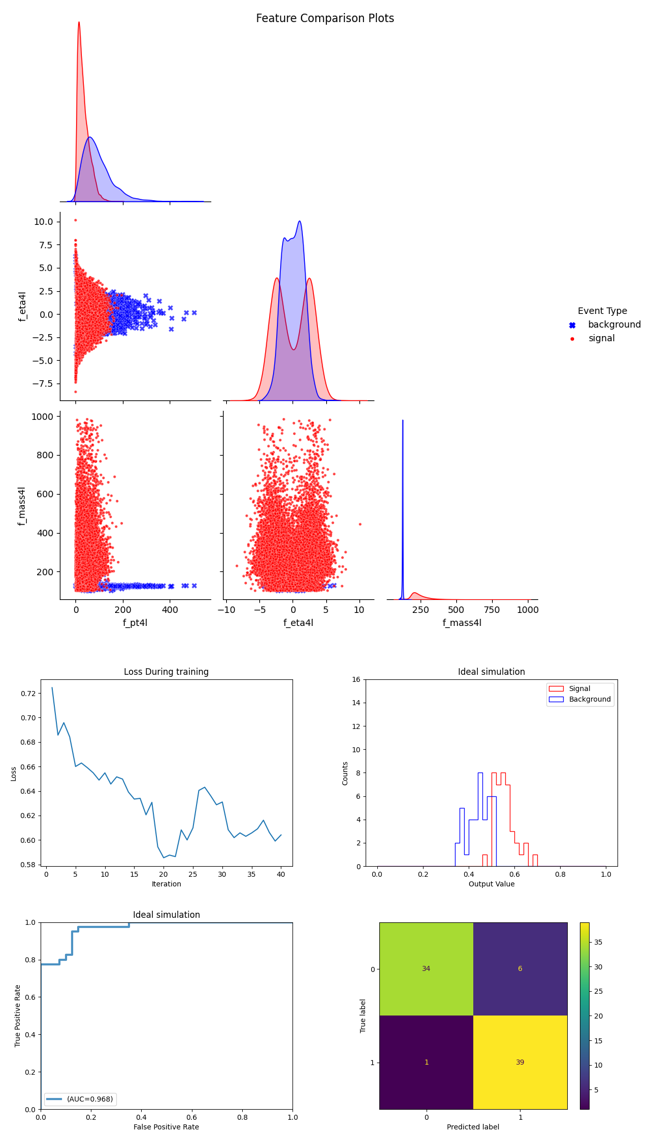 Feature Comparison Plots
10.0
7.5
5.0
2.5
0.0
−2.5
−5.0
−7.5
f_eta4l
Event Type
background
signal
1000
800
600
400
200
f_mass4l
0 200 400
f_pt4l
−10 −5 0 5 10
f_eta4l
250 500 750 1000
f_mass4l
Loss During training
0.72
0.70
0.68
0.66
0.64
0.62
0.60
0.58
Loss
0 5 10 15 20 25 30 35 40
Iteration
Ideal simulation
16
14
12
10
8
6
4
2
0
Counts
Signal
Background
0.0 0.2 0.4 0.6 0.8 1.0
Output Value
Ideal simulation
1.0
0.8
0.6
0.4
0.2
0.0
True Positive Rate
(AUC=0.968)
0.0 0.2 0.4 0.6 0.8 1.0
False Positive Rate
0
1
True label
34 6
1 39
0 1
Predicted label
35
30
25
20
15
10
5